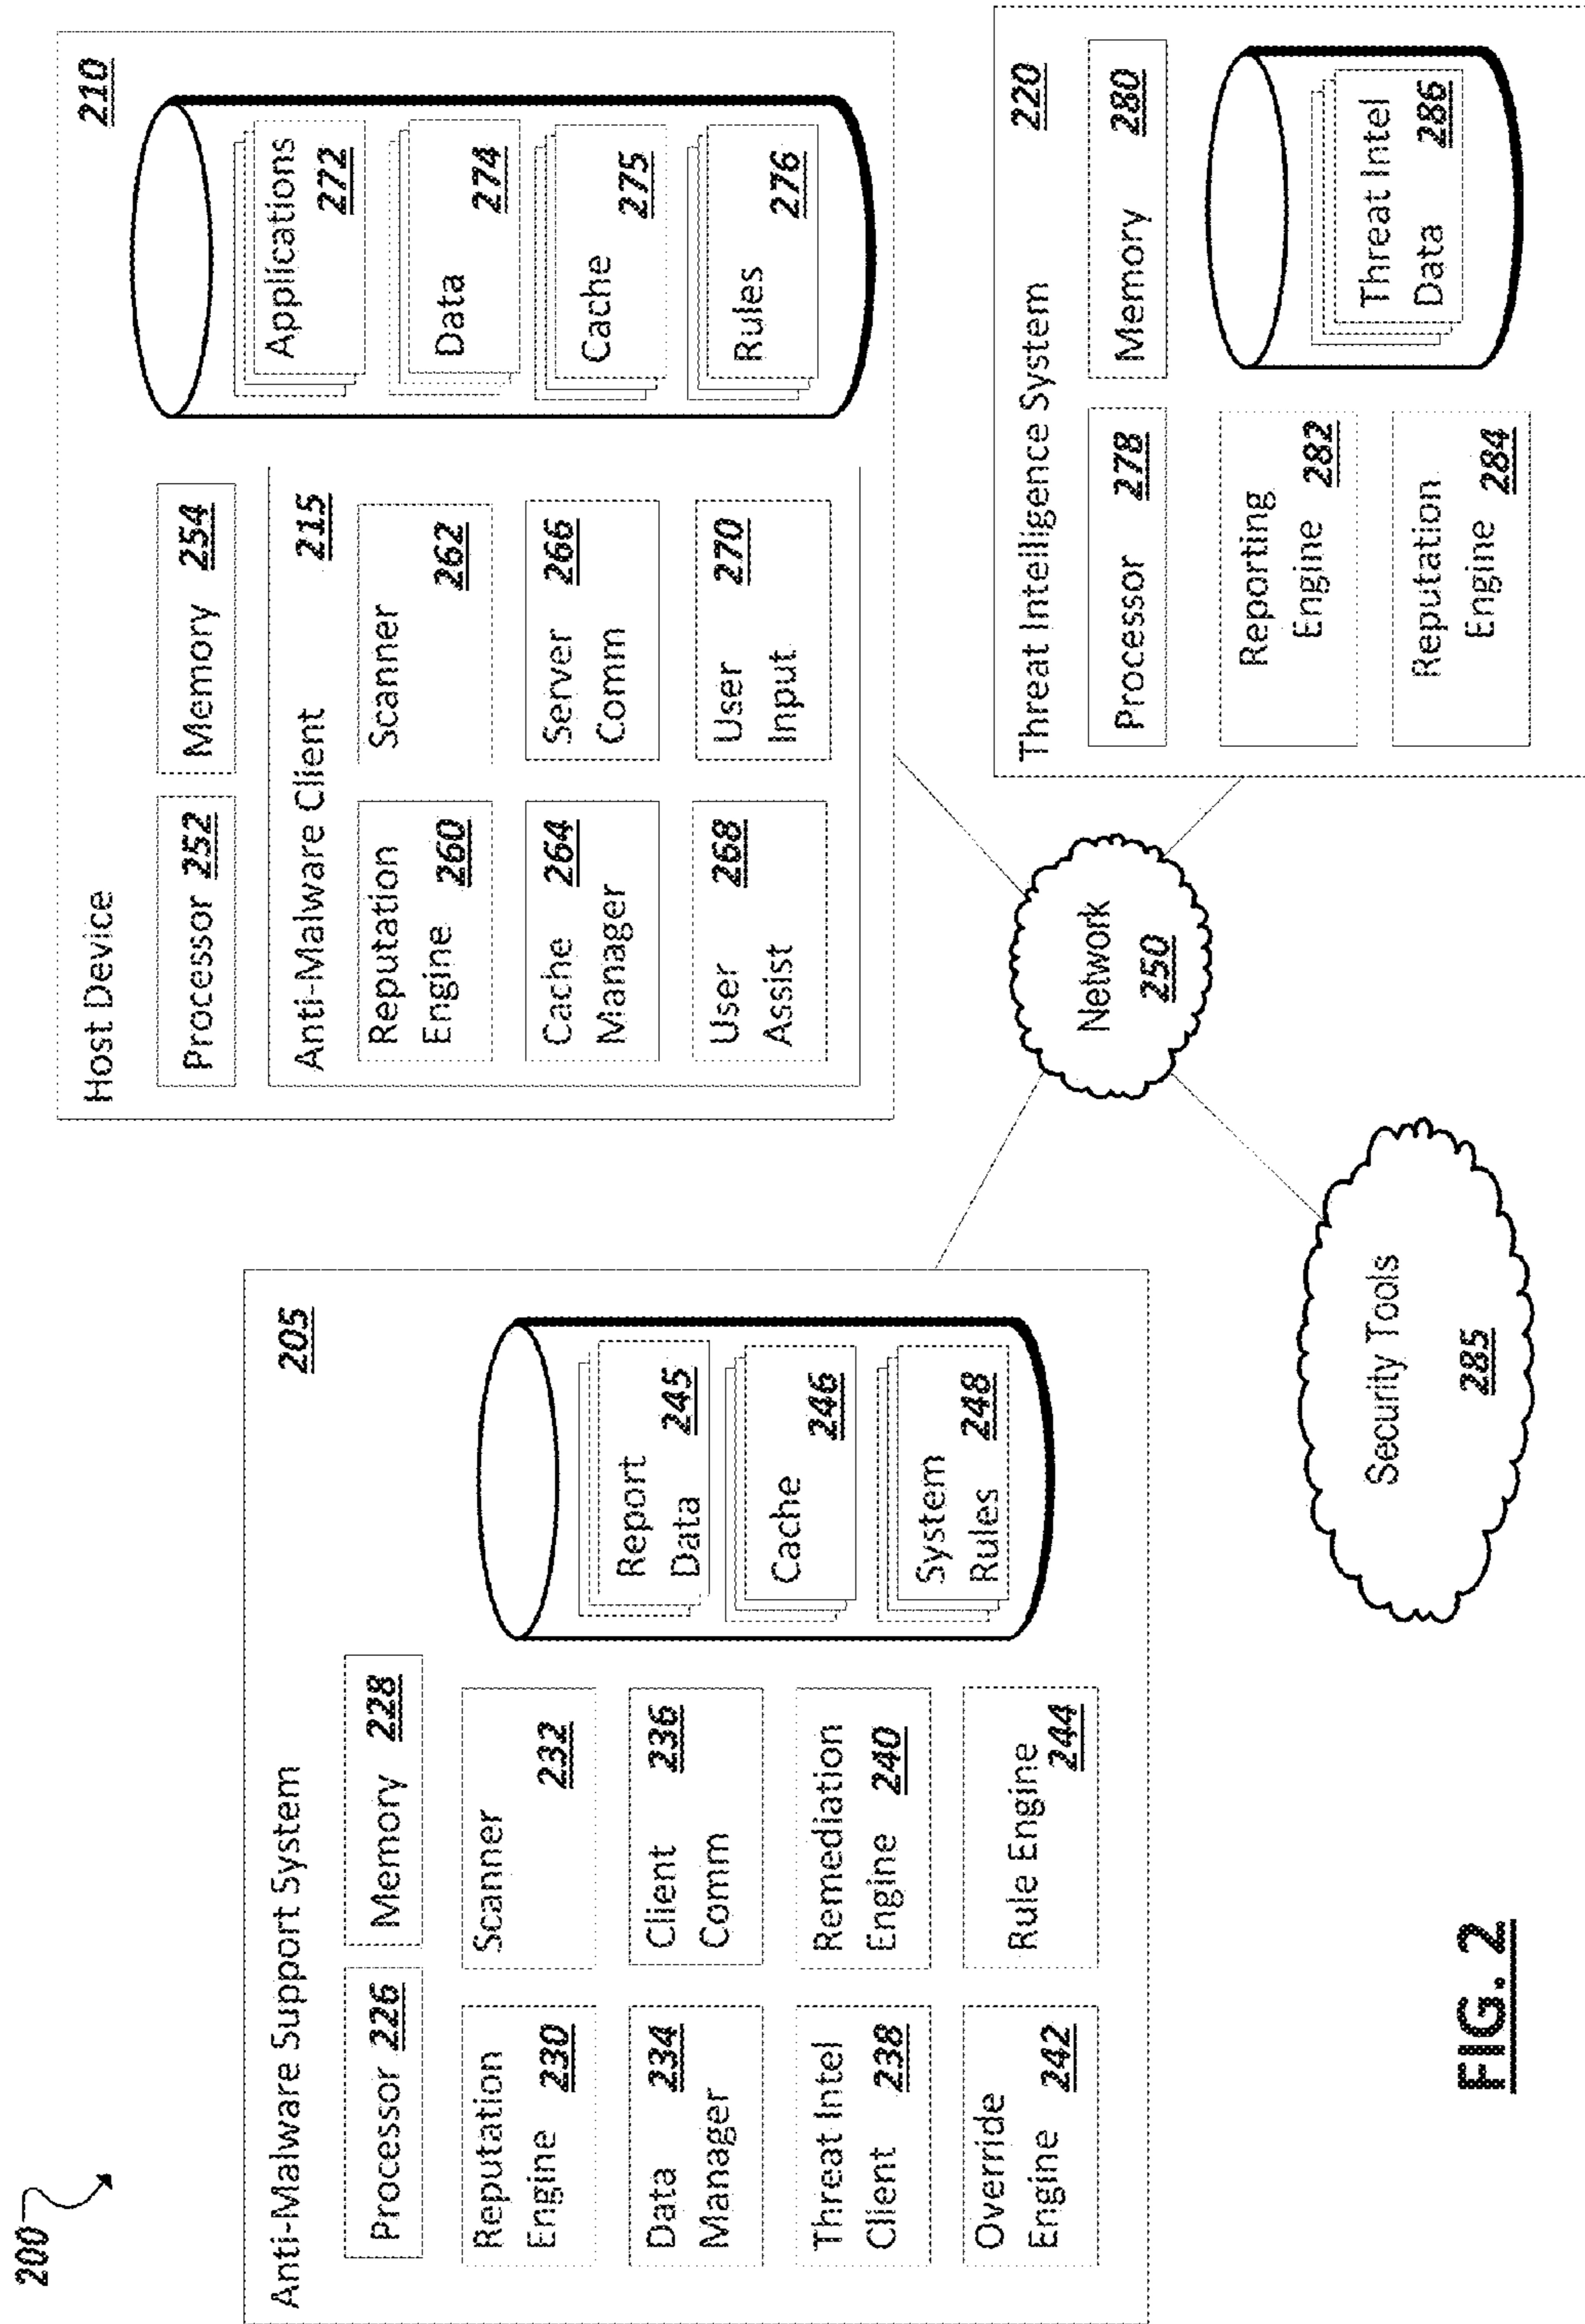 200
Anti-Malware Support System
205
Processor 226
Memory 228
Reputation
Engine 230
Scanner
232
Data 234
Manager
Client 236
Comm
Threat Intel
Client 238
Remediation
Engine 240
Override
Engine 242
Rule Engine
244
Report
Data 245
Cache
246
System
Rules 248
Host Device
210
Processor 252
Memory 254
Anti-Malware Client 215
Reputation
Engine 260
Scanner
262
Cache 264
Manager
Server 266
Comm
User 268
Assist
User 270
Input
Applications
272
Data
274
Cache
275
Rules
276
Network
250
Security Tools
285
Threat Intelligence System 220
Processor 278
Memory 280
Reporting
Engine 282
Reputation
Engine 284
Threat Intel
Data 286
FIG. 2